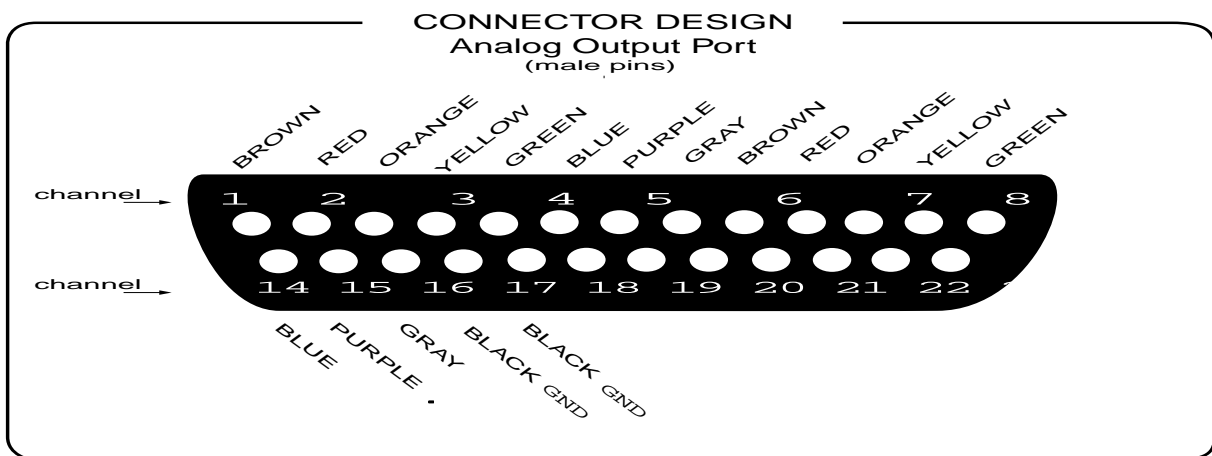 CONNECTOR DESIGN
Analog Output Port
(male pins)
BROWN RED ORANGE YELLOW GREEN BLUE PURPLE GRAY BROWN RED ORANGE YELLOW GREEN
channel 1 2 3 4 5 6 7 8
channel 14 15 16 17 18 19 20 21 22
BLUE PURPLE GRAY BLACK GND BLACK GND